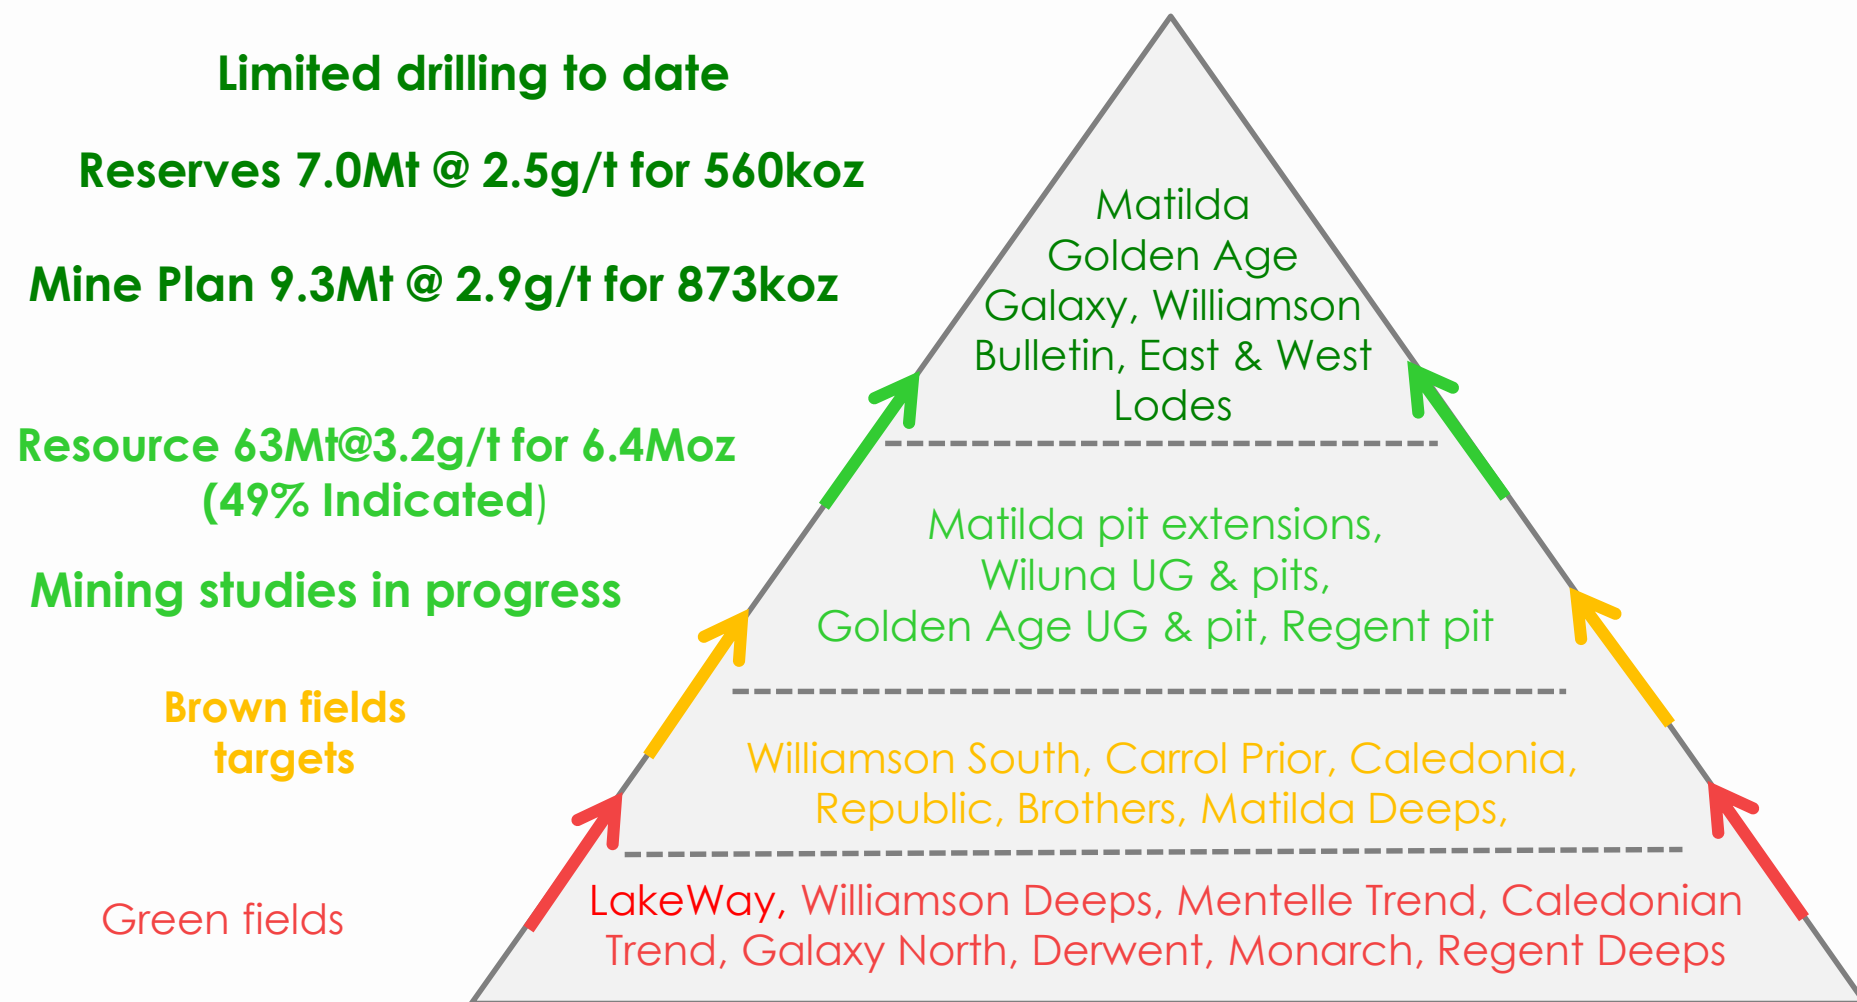 Limited drilling to date
Reserves 7.0Mt @ 2.5g/t for 560koz
Mine Plan 9.3Mt @ 2.9g/t for 873koz
Matilda
Golden Age
Galaxy, Williamson
Bulletin, East & West
Lodes
Resource 63Mt@3.2g/t for 6.4Moz
(49% Indicated)
Mining studies in progress
Matilda pit extensions,
Wiluna UG & pits,
Golden Age UG & pit, Regent pit
Brown fields
targets
Williamson South, Carrol Prior, Caledonia,
Republic, Brothers, Matilda Deeps,
Green fields
LakeWay, Williamson Deeps, Mentelle Trend, Caledonian
Trend, Galaxy North, Derwent, Monarch, Regent Deeps